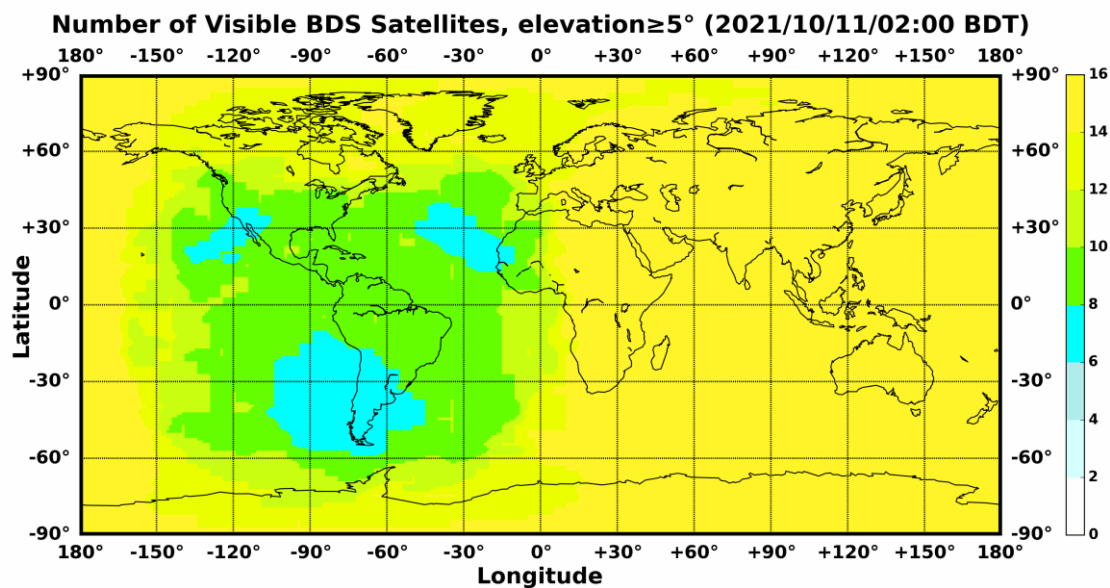 Number of Visible BDS Satellites, elevation≥5° (2021/10/11/02:00 BDT)
180° -150° -120° -90° -60° -30° 0° +30° +60° +90° +120° +150° 180°
+90° +90° 16
+60° +60° 14
12
+30° +30° 10
0° 0° 8
6
-30° -30° 4
-60° -60° 2
-90° -90° 0
180° -150° -120° -90° -60° -30° 0° +30° +60° +90° +120° +150° 180°
Latitude
Longitude